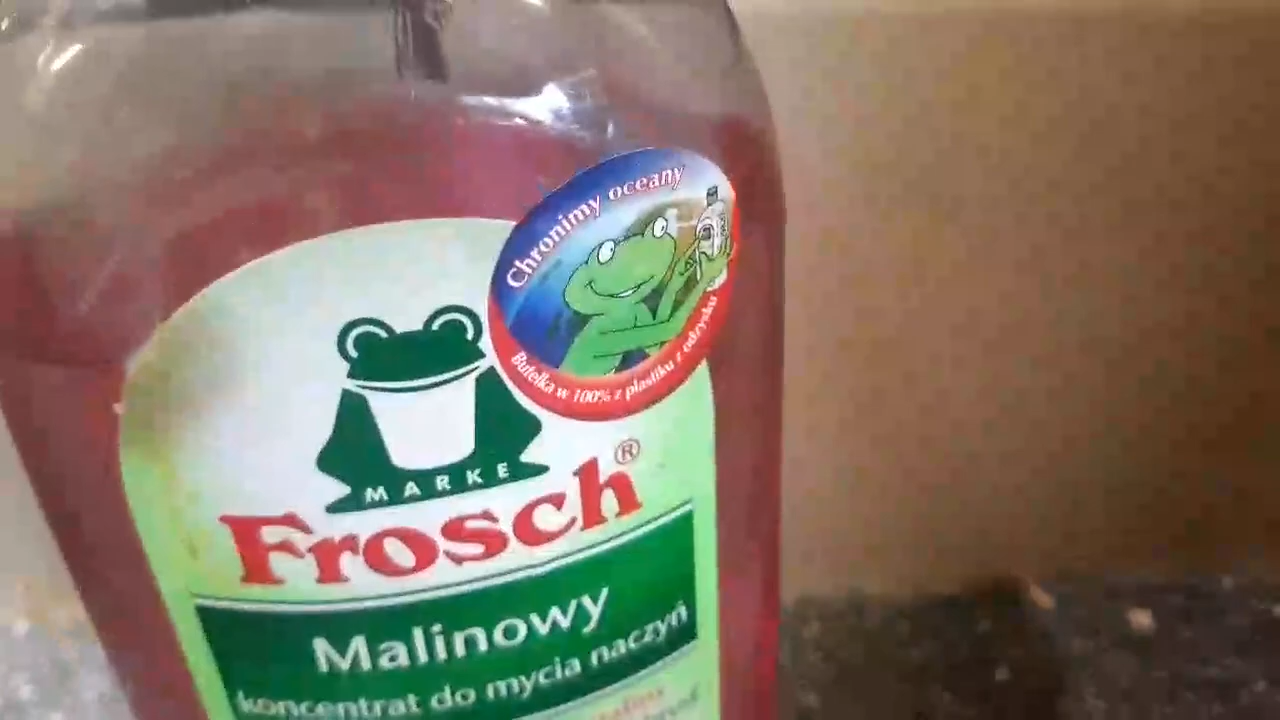 Chronimy oceany
Butelka w 100% z plastiku z odzysku
MARKE
Frosch®
Malinowy
koncentrat do mycia naczyń